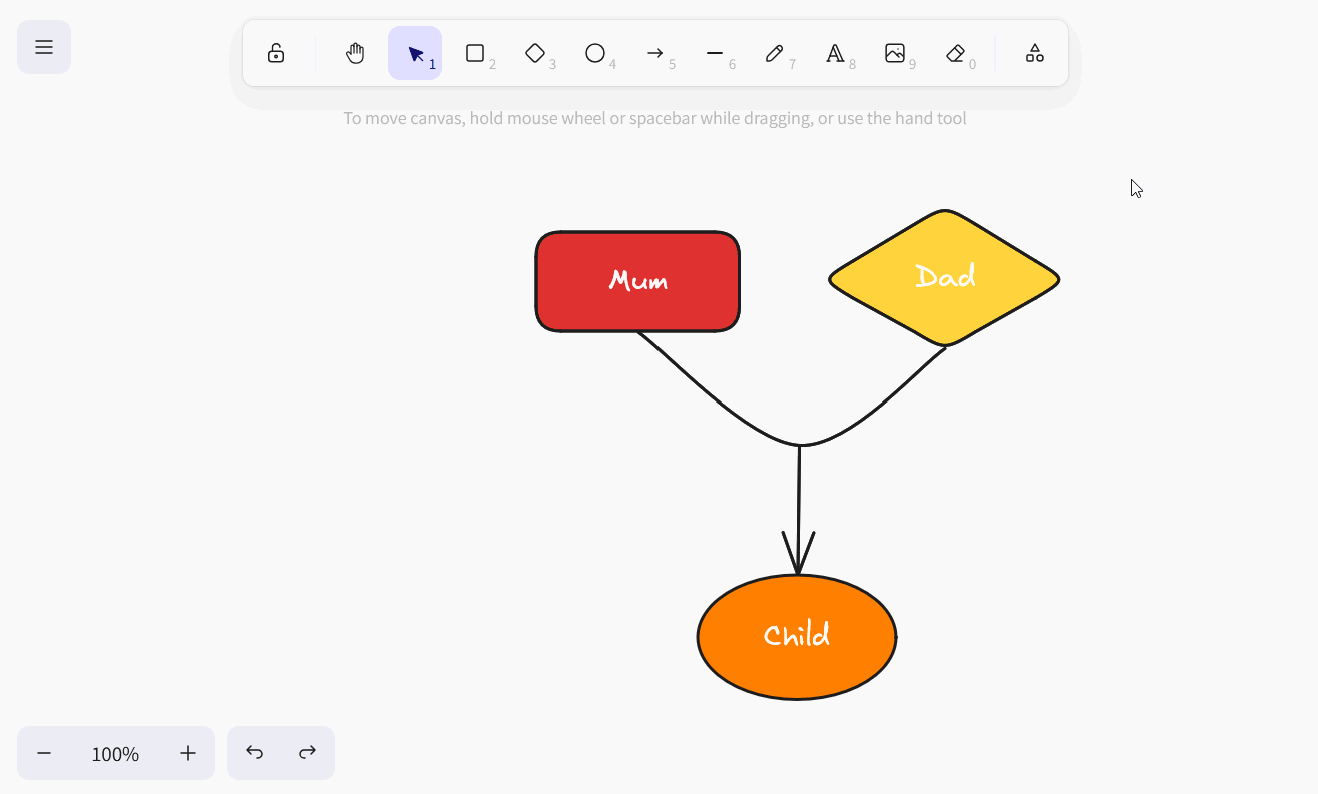 1 2 3 4 5 6 7 8 9 0
To move canvas, hold mouse wheel or spacebar while dragging, or use the hand tool
Mum
Dad
Child
100%